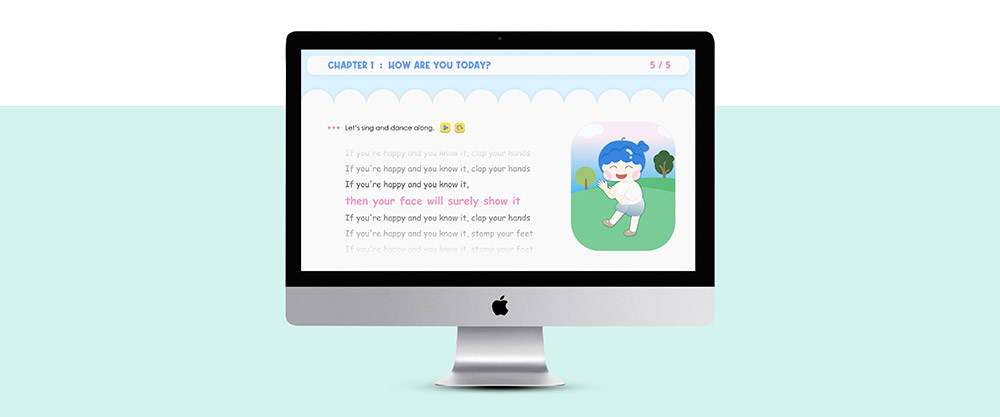 CHAPTER 1 : HOW ARE YOU TODAY?
5 / 5
Let's sing and dance along.
If you're happy and you know it, clap your hands
If you're happy and you know it, clap your hands
If you're happy and you know it,
then your face will surely show it
If you're happy and you know it, clap your hands
If you're happy and you know it, stomp your feet
If you're happy and you know it, stomp your feet